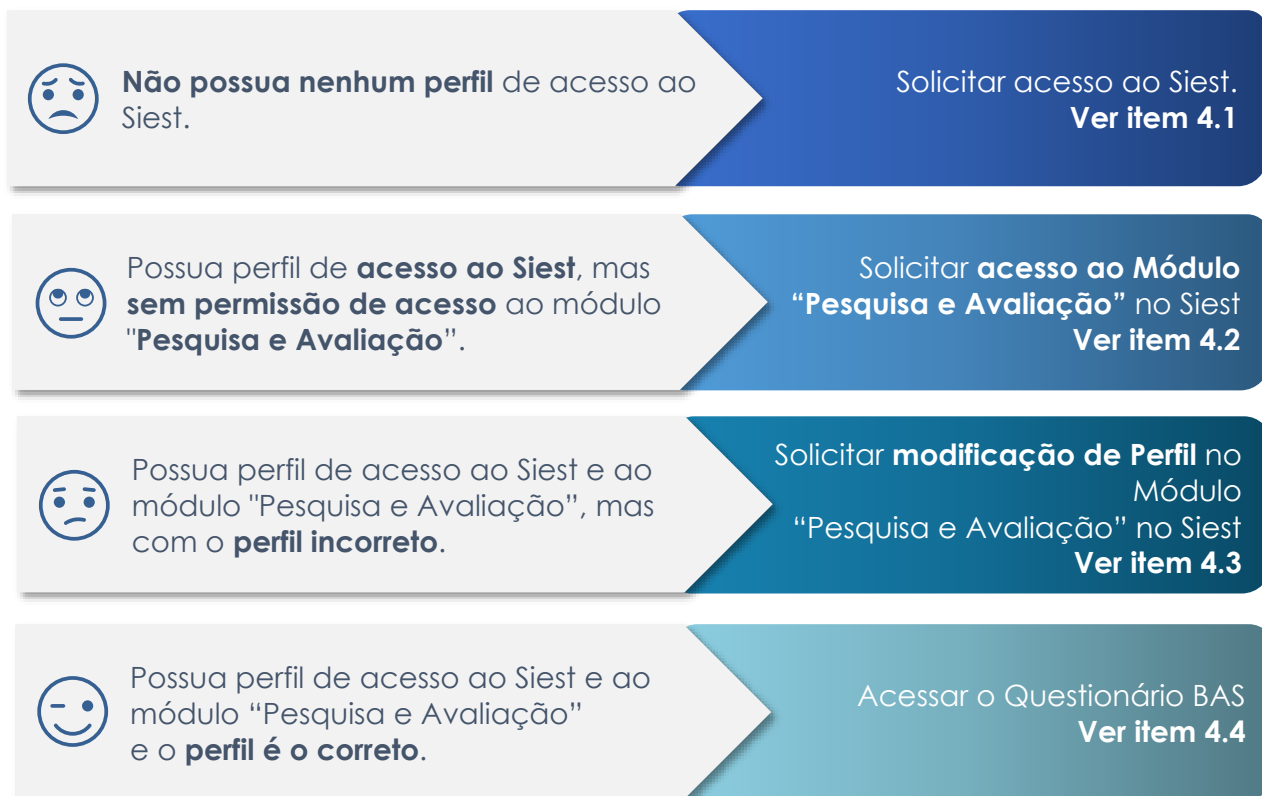 Não possua nenhum perfil de acesso ao
Siest.
Solicitar acesso ao Siest.
Ver item 4.1
Possua perfil de acesso ao Siest, mas
sem permissão de acesso ao módulo
"Pesquisa e Avaliação”.
Solicitar acesso ao Módulo
“Pesquisa e Avaliação” no Siest
Ver item 4.2
Possua perfil de acesso ao Siest e ao
módulo "Pesquisa e Avaliação”, mas
com o perfil incorreto.
Solicitar modificação de Perfil no
Módulo
“Pesquisa e Avaliação” no Siest
Ver item 4.3
Possua perfil de acesso ao Siest e ao
módulo “Pesquisa e Avaliação”
e o perfil é o correto.
Acessar o Questionário BAS
Ver item 4.4